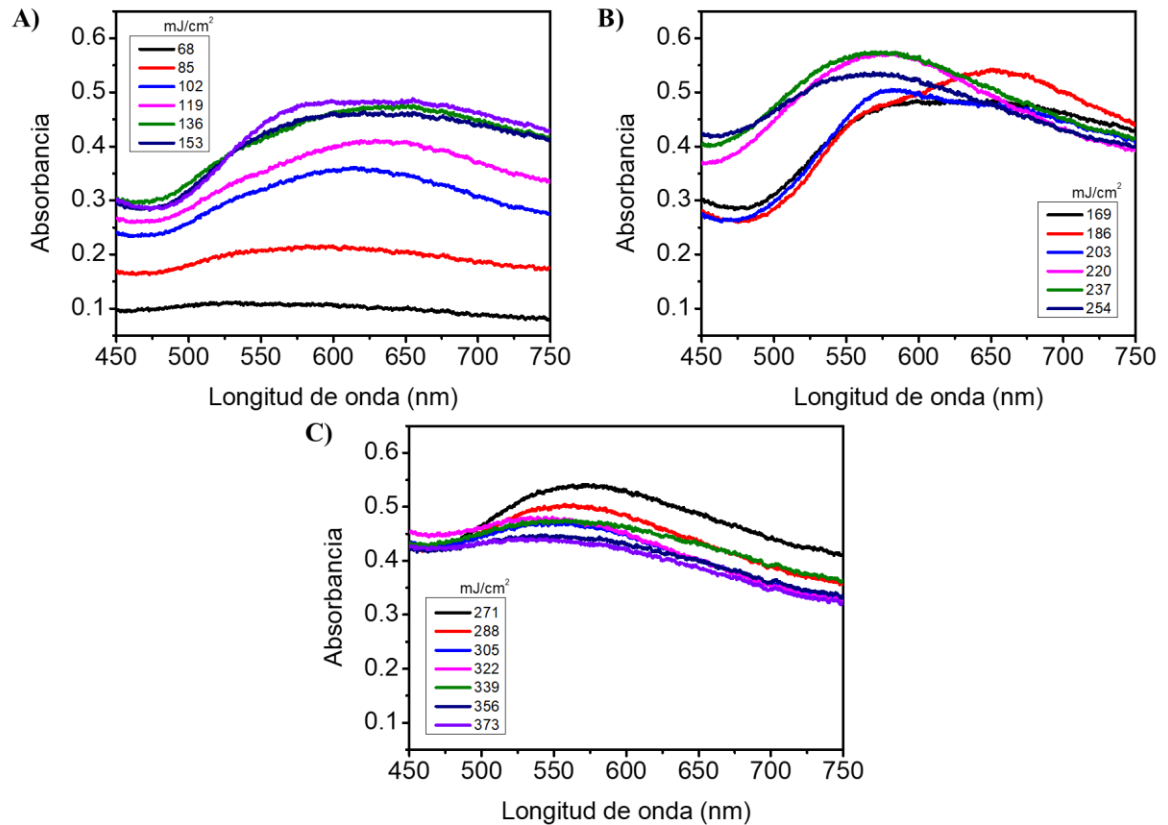 A)
mJ/cm²
68
85
102
119
136
153
0.6
0.5
0.4
0.3
0.2
0.1
Absorbancia
450 500 550 600 650 700 750
Longitud de onda (nm)
B)
0.6
0.5
0.4
0.3
0.2
0.1
Absorbancia
mJ/cm²
169
186
203
220
237
254
450 500 550 600 650 700 750
Longitud de onda (nm)
C)
0.6
0.5
0.4
0.3
0.2
0.1
Absorbancia
mJ/cm²
271
288
305
322
339
356
373
450 500 550 600 650 700 750
Longitud de onda (nm)